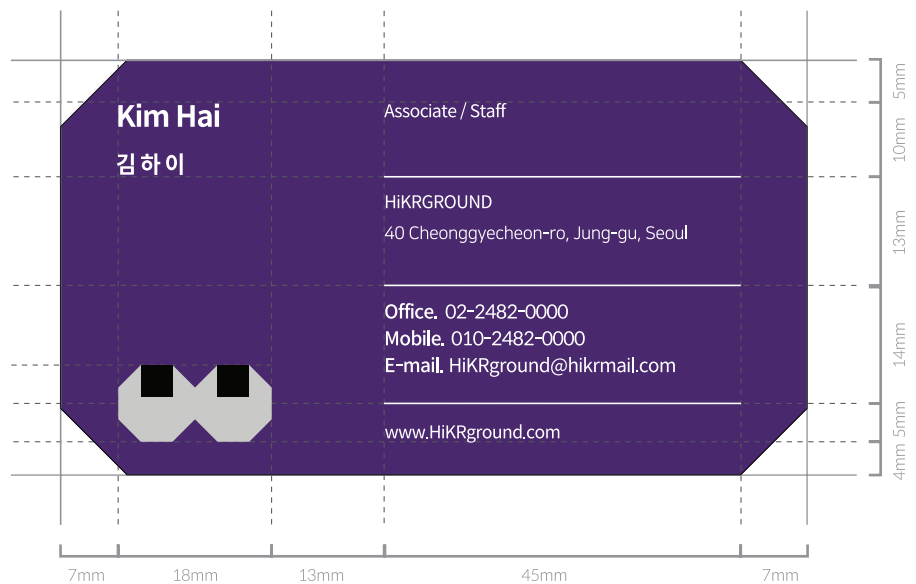 Kim Hai
김 하 이
Associate / Staff
HiKRGROUND
40 Cheonggyecheon-ro, Jung-gu, Seoul
Office. 02-2482-0000
Mobile. 010-2482-0000
E-mail. HiKRground@hikrmail.com
www.HiKRground.com
5mm
10mm
13mm
14mm
5mm
4mm
7mm
18mm
13mm
45mm
7mm